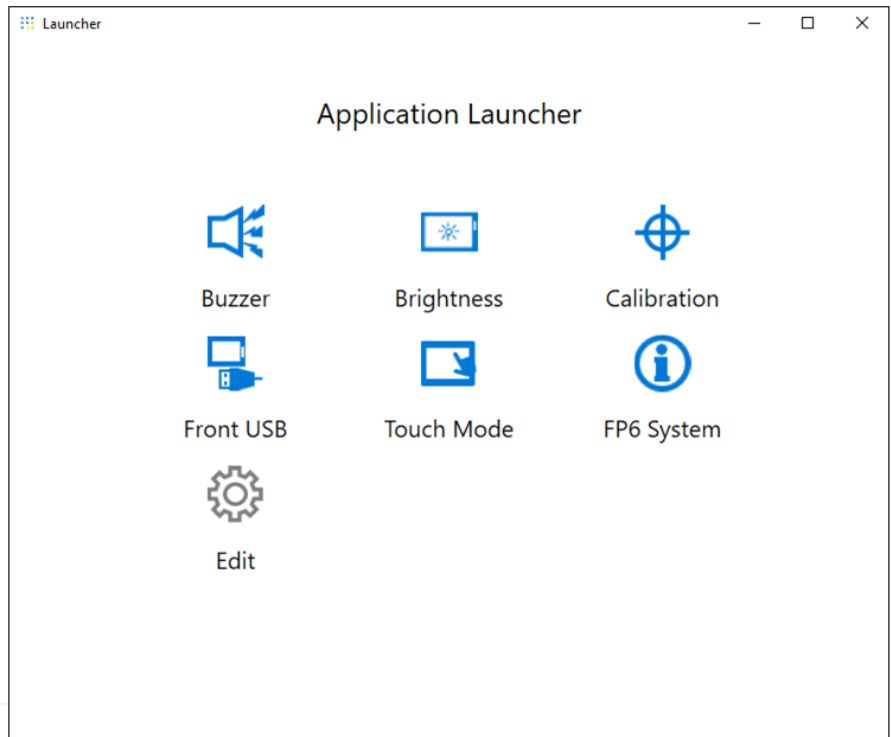 Launcher
Application Launcher
Buzzer
Brightness
Calibration
Front USB
Touch Mode
FP6 System
Edit